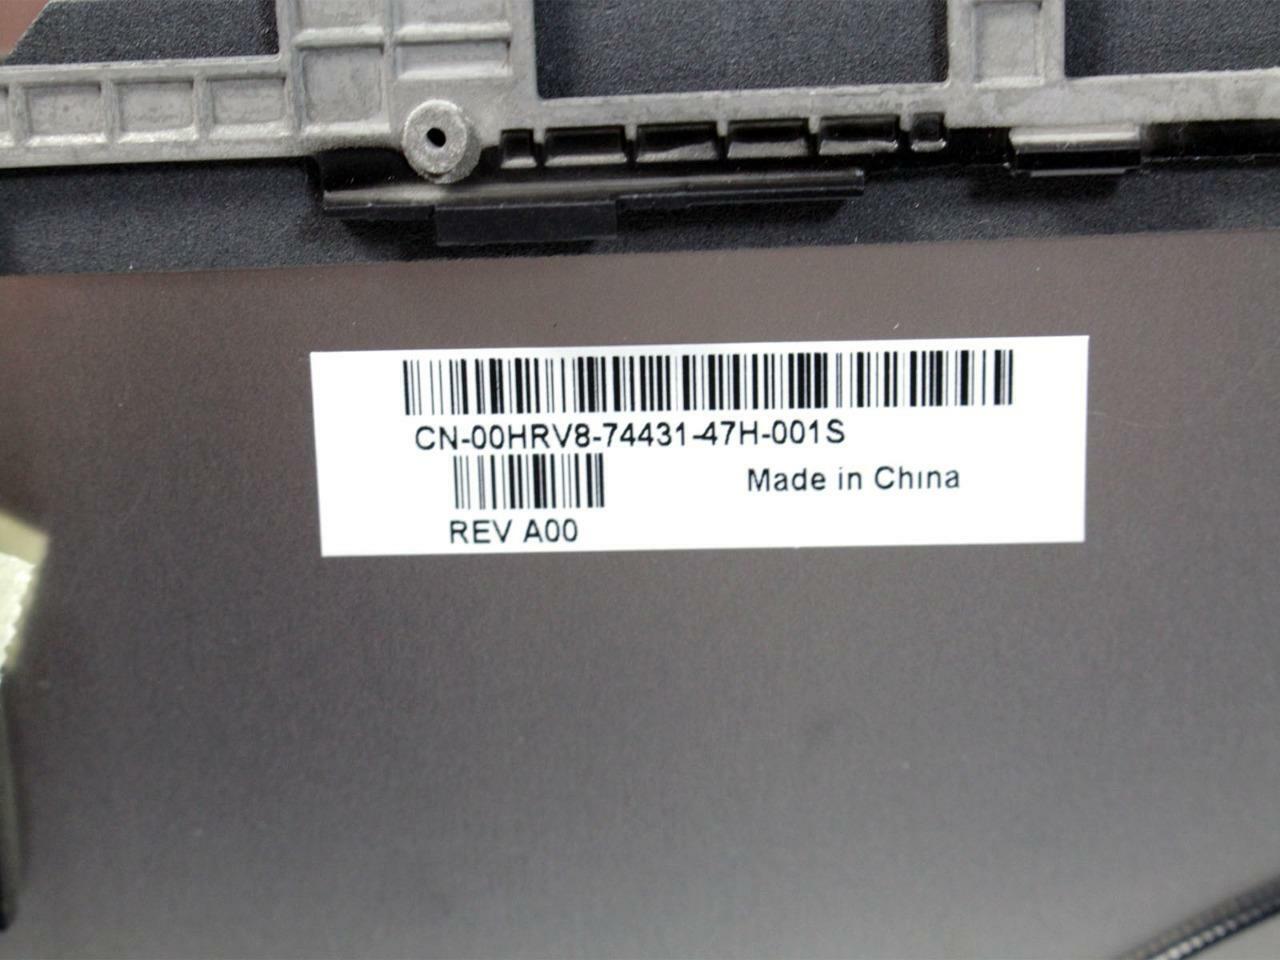 CN-00HRV8-74431-47H-001S
Made in China
REV A00